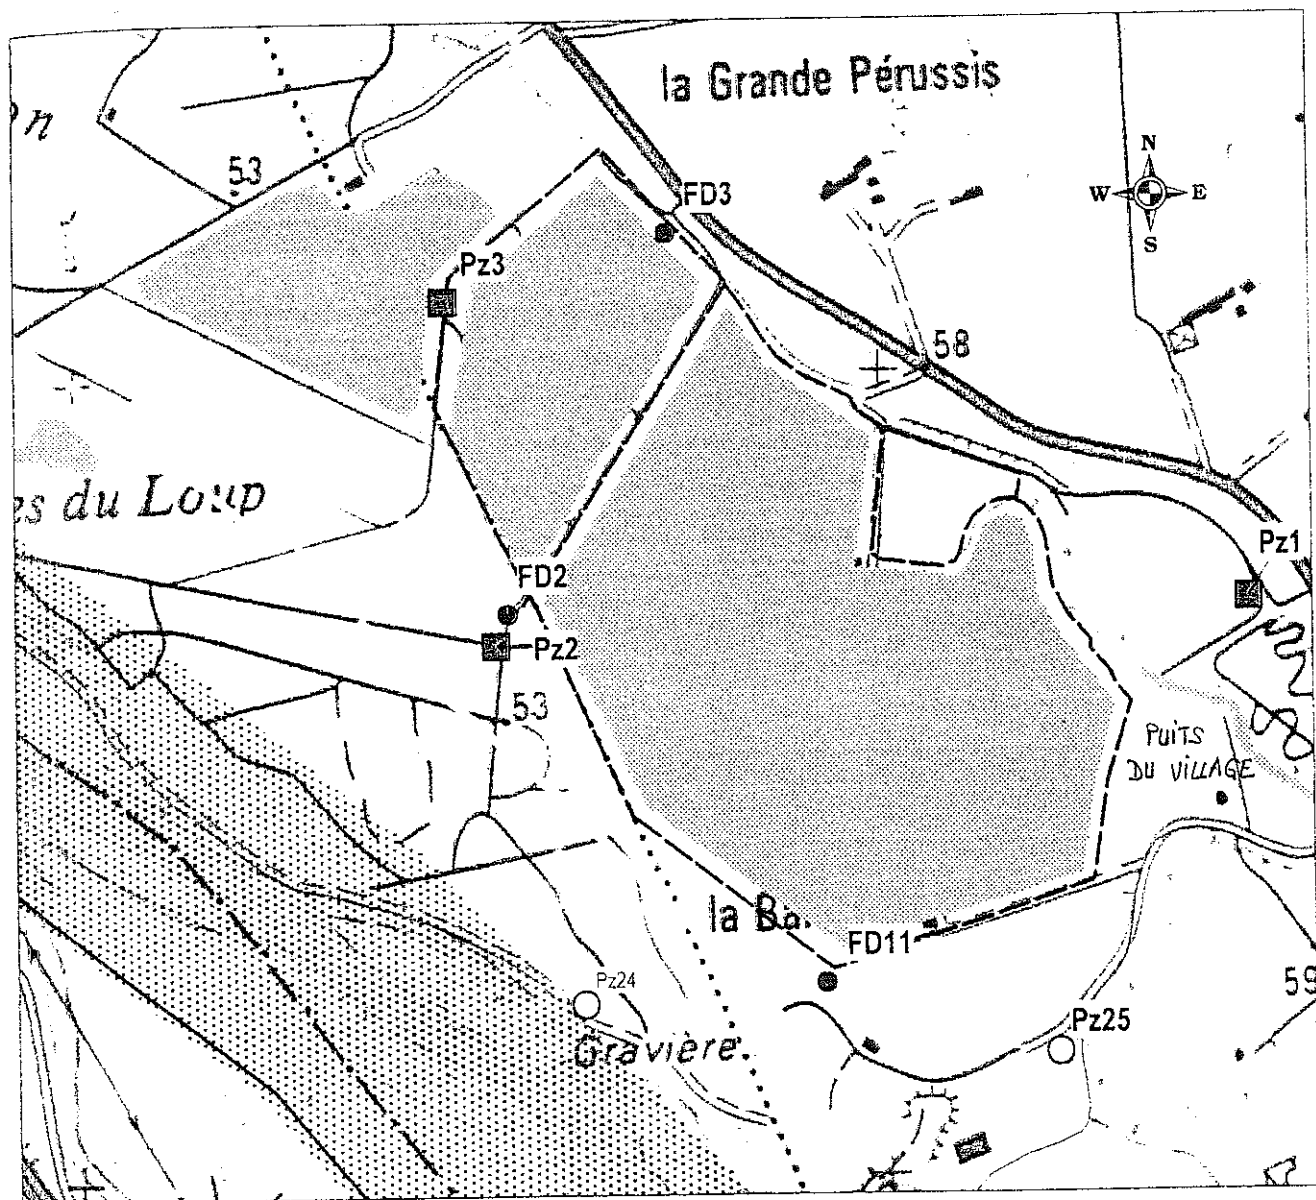 la Grande Pérussis
N
W
E
S
53
FD3
Pz3
58
es du Loup
Pz1
FD2
Pz2
53
PUITS
DU VILLAGE
la Bo.
FD11
59
Pz24
Pz25
Gravière